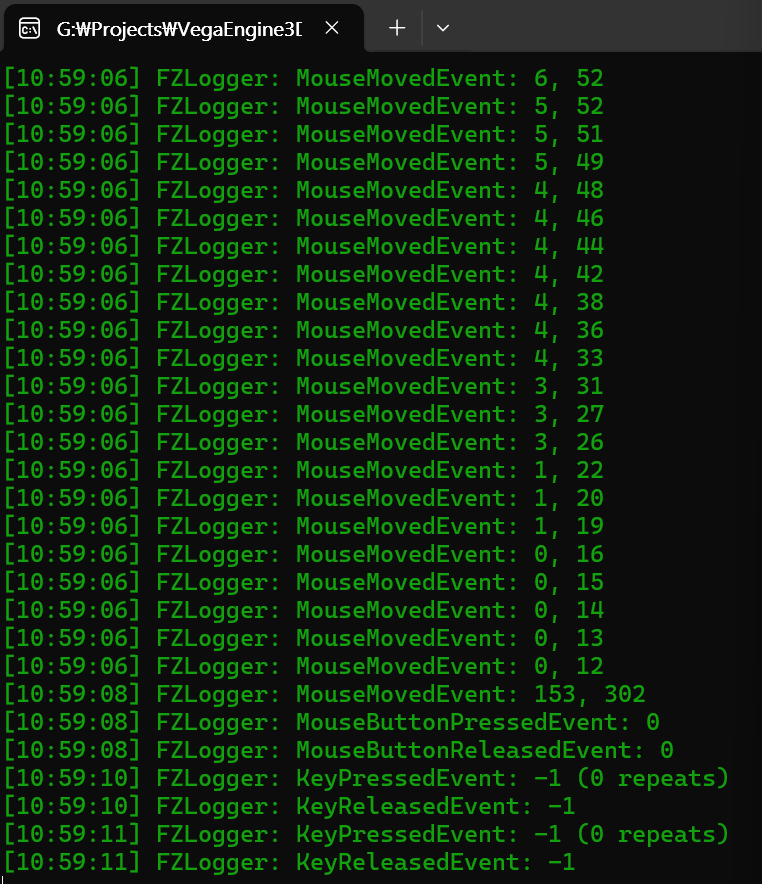 G:₩Projects₩VegaEngine3D
[10:59:06] FZLogger: MouseMovedEvent: 6, 52
[10:59:06] FZLogger: MouseMovedEvent: 5, 52
[10:59:06] FZLogger: MouseMovedEvent: 5, 51
[10:59:06] FZLogger: MouseMovedEvent: 5, 49
[10:59:06] FZLogger: MouseMovedEvent: 4, 48
[10:59:06] FZLogger: MouseMovedEvent: 4, 46
[10:59:06] FZLogger: MouseMovedEvent: 4, 44
[10:59:06] FZLogger: MouseMovedEvent: 4, 42
[10:59:06] FZLogger: MouseMovedEvent: 4, 38
[10:59:06] FZLogger: MouseMovedEvent: 4, 36
[10:59:06] FZLogger: MouseMovedEvent: 4, 33
[10:59:06] FZLogger: MouseMovedEvent: 3, 31
[10:59:06] FZLogger: MouseMovedEvent: 3, 27
[10:59:06] FZLogger: MouseMovedEvent: 3, 26
[10:59:06] FZLogger: MouseMovedEvent: 1, 22
[10:59:06] FZLogger: MouseMovedEvent: 1, 20
[10:59:06] FZLogger: MouseMovedEvent: 1, 19
[10:59:06] FZLogger: MouseMovedEvent: 0, 16
[10:59:06] FZLogger: MouseMovedEvent: 0, 15
[10:59:06] FZLogger: MouseMovedEvent: 0, 14
[10:59:06] FZLogger: MouseMovedEvent: 0, 13
[10:59:06] FZLogger: MouseMovedEvent: 0, 12
[10:59:08] FZLogger: MouseMovedEvent: 153, 302
[10:59:08] FZLogger: MouseButtonPressedEvent: 0
[10:59:08] FZLogger: MouseButtonReleasedEvent: 0
[10:59:10] FZLogger: KeyPressedEvent: -1 (0 repeats)
[10:59:10] FZLogger: KeyReleasedEvent: -1
[10:59:11] FZLogger: KeyPressedEvent: -1 (0 repeats)
[10:59:11] FZLogger: KeyReleasedEvent: -1